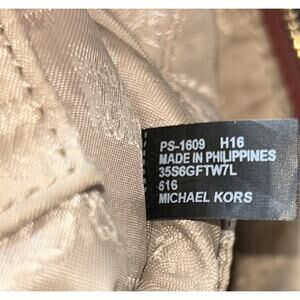 PS-1609 H16
MADE IN PHILIPPINES
35S6GFTW7L
616
MICHAEL KORS